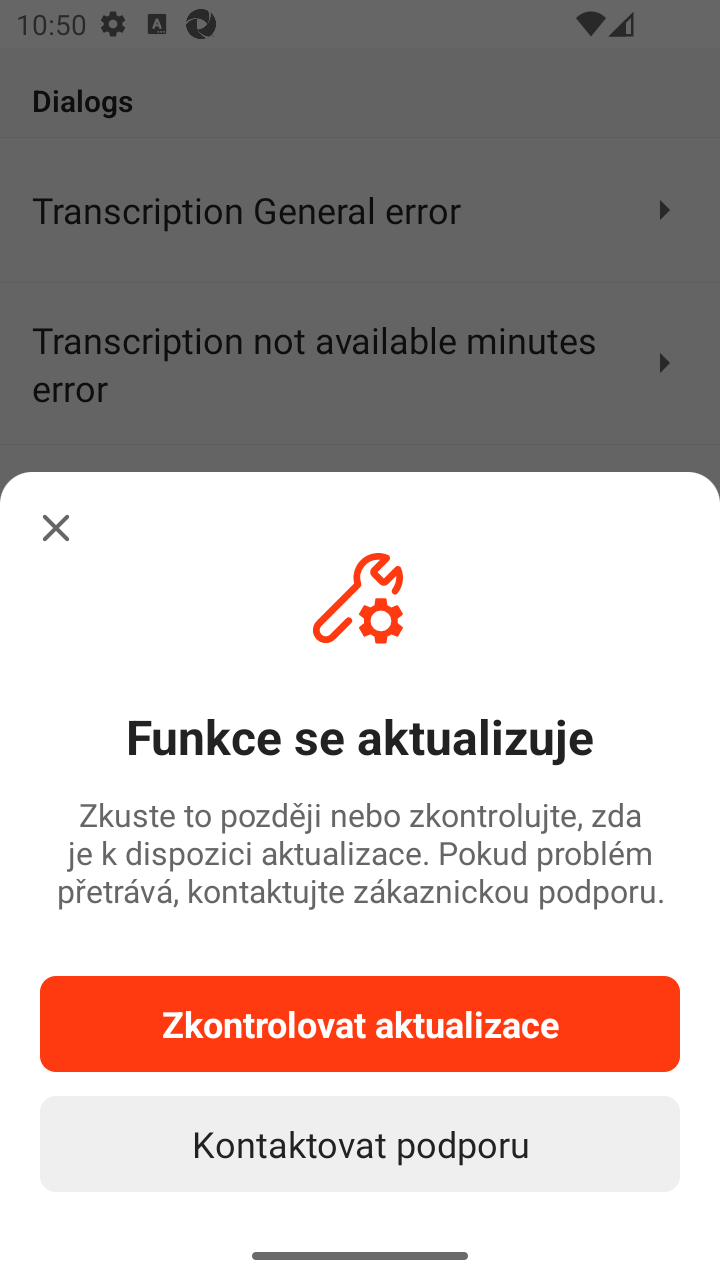 10:50
Dialogs
Transcription General error
Transcription not available minutes
error
Funkce se aktualizuje
Zkuste to později nebo zkontrolujte, zda
je k dispozici aktualizace. Pokud problém
přetrává, kontaktujte zákaznickou podporu.
Zkontrolovat aktualizace
Kontaktovat podporu